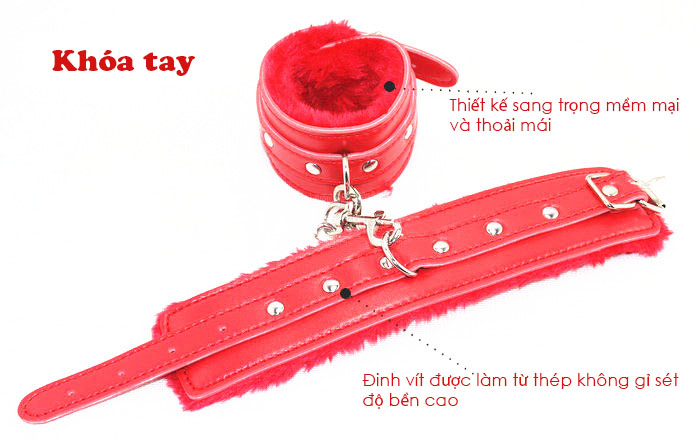 Khóa tay
Thiết kế sang trọng mềm mại
và thoải mái
Đinh vít được làm từ thép không gỉ sét
độ bền cao